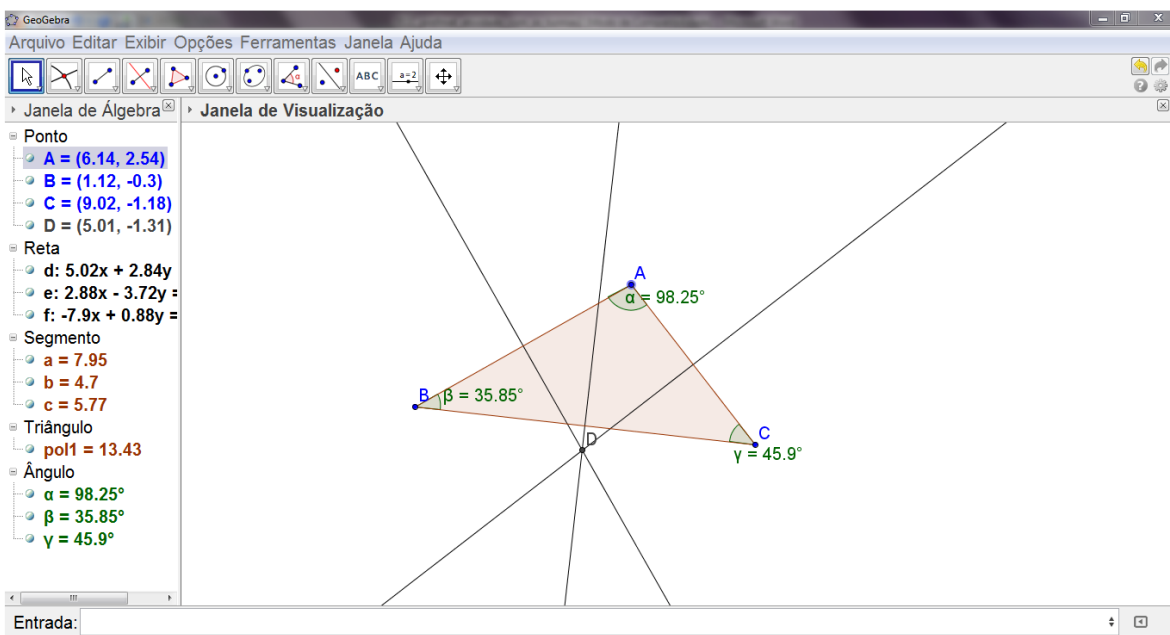 GeoGebra
Arquivo Editar Exibir Opções Ferramentas Janela Ajuda
ABC
a=2
Janela de Álgebra
Janela de Visualização
Ponto
A = (6.14, 2.54)
B = (1.12, -0.3)
C = (9.02, -1.18)
D = (5.01, -1.31)
Reta
d: 5.02x + 2.84y
e: 2.88x - 3.72y =
f: -7.9x + 0.88y =
Segmento
a = 7.95
b = 4.7
c = 5.77
Triângulo
pol1 = 13.43
Ângulo
α = 98.25°
β = 35.85°
γ = 45.9°
A
α = 98.25°
B
β = 35.85°
C
γ = 45.9°
D
Entrada: